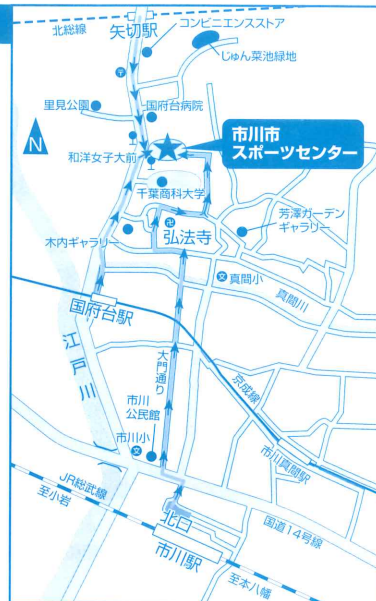 北総線
矢切駅
コンビニエンスストア
じゅん菜池緑地
〒
里見公園
国府台病院
N
市川市
スポーツセンター
和洋女子大前
千葉商科大学
芳澤ガーデン
ギャラリー
木内ギャラリー
卍
弘法寺
文
真間小
真間川
国府台駅
江戸川
大門通り
京成線
市川
公民館
市川小
文
市川真間駅
JR総武線
至小岩
北口
国道14号線
市川駅
至本八幡